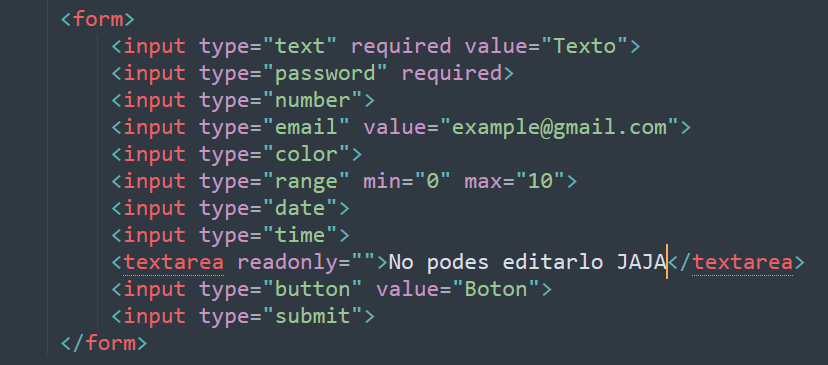 <form>
<input type="text" required value="Texto">
<input type="password" required>
<input type="number">
<input type="email" value="example@gmail.com">
<input type="color">
<input type="range" min="0" max="10">
<input type="date">
<input type="time">
<textarea readonly="">No podes editarlo JAJA</textarea>
<input type="button" value="Boton">
<input type="submit">
</form>